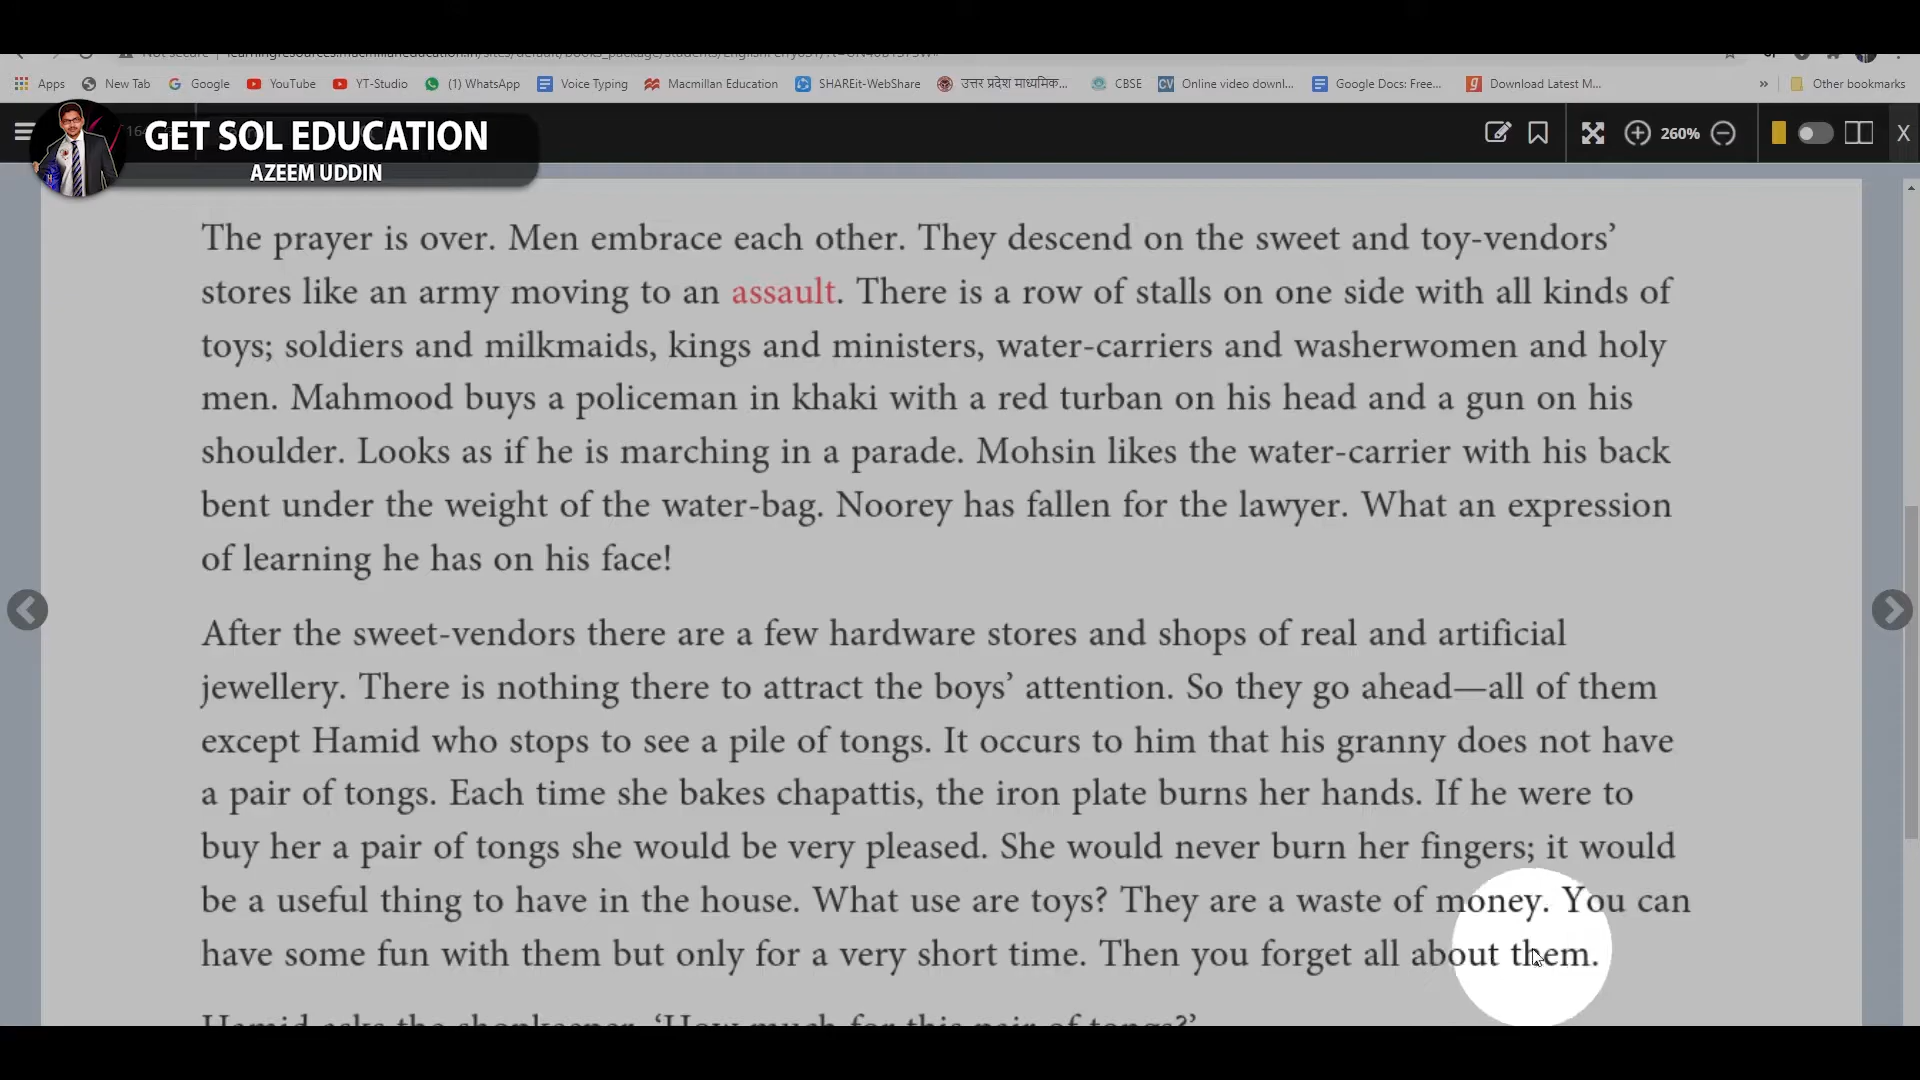 Apps New Tab Google YouTube YT-Studio (1) WhatsApp Voice Typing Macmillan Education SHAREit-WebShare उत्तर प्रदेश माध्यमिक... CBSE Online video downl... Google Docs: Free... Download Latest M... » Other bookmarks
GET SOL EDUCATION
AZEEM UDDIN
260%
X
The prayer is over. Men embrace each other. They descend on the sweet and toy-vendors’
stores like an army moving to an assault. There is a row of stalls on one side with all kinds of
toys; soldiers and milkmaids, kings and ministers, water-carriers and washerwomen and holy
men. Mahmood buys a policeman in khaki with a red turban on his head and a gun on his
shoulder. Looks as if he is marching in a parade. Mohsin likes the water-carrier with his back
bent under the weight of the water-bag. Noorey has fallen for the lawyer. What an expression
of learning he has on his face!
After the sweet-vendors there are a few hardware stores and shops of real and artificial
jewellery. There is nothing there to attract the boys’ attention. So they go ahead—all of them
except Hamid who stops to see a pile of tongs. It occurs to him that his granny does not have
a pair of tongs. Each time she bakes chapattis, the iron plate burns her hands. If he were to
buy her a pair of tongs she would be very pleased. She would never burn her fingers; it would
be a useful thing to have in the house. What use are toys? They are a waste of money. You can
have some fun with them but only for a very short time. Then you forget all about them.
Hamid asks the shopkeeper, ‘How much for this pair of tongs?’